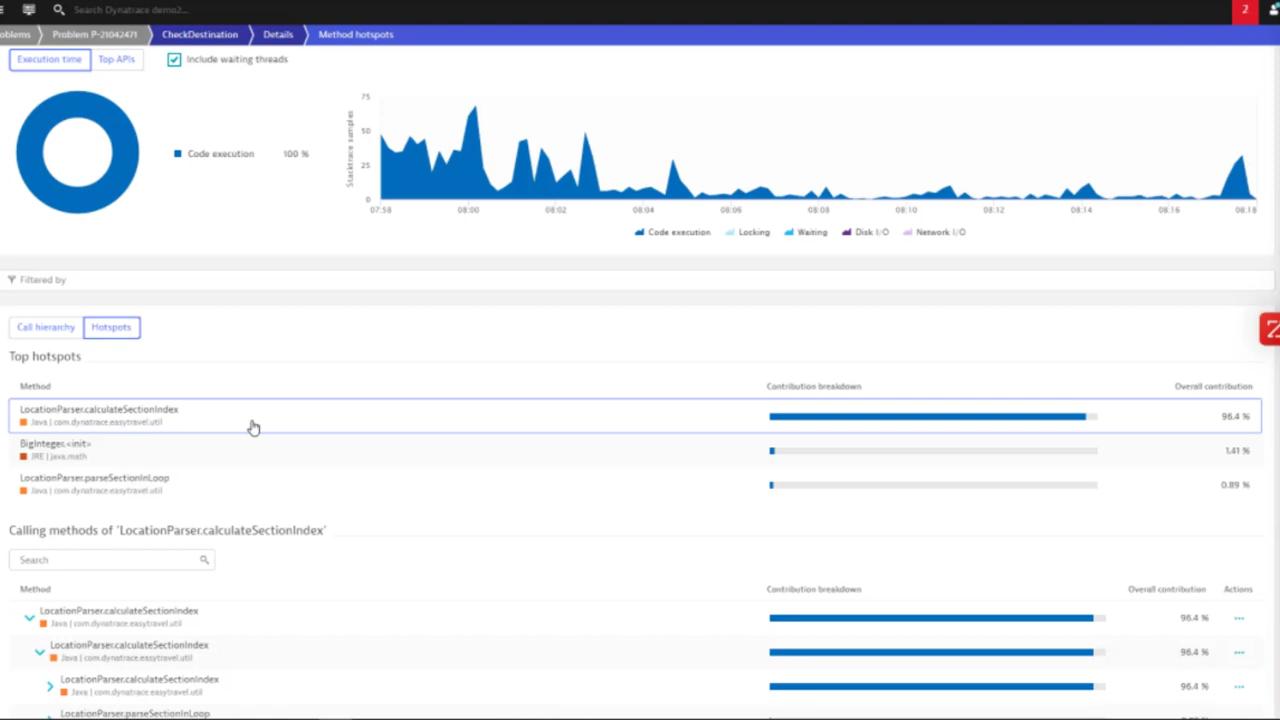 Search Dynatrace demo2...
2
oblems Problem P-21042471 CheckDestination Details Method hotspots
Execution time Top APIs Include waiting threads
Code execution 100 %
Stacktrace samples
75
50
25
0
07:58 08:00 08:02 08:04 08:06 08:08 08:10 08:12 08:14 08:16 08:18
Code execution Locking Waiting Disk I/O Network I/O
Filtered by
Call hierarchy Hotspots
Top hotspots
Method Contribution breakdown Overall contribution
LocationParser.calculateSectionIndex
Java | com.dynatrace.easytravel.util
96.4 %
BigInteger.<init>
JRE | java.math
1.41 %
LocationParser.parseSectionInLoop
Java | com.dynatrace.easytravel.util
0.89 %
Calling methods of 'LocationParser.calculateSectionIndex'
Search
Method Contribution breakdown Overall contribution Actions
LocationParser.calculateSectionIndex
Java | com.dynatrace.easytravel.util
96.4 % ...
LocationParser.calculateSectionIndex
Java | com.dynatrace.easytravel.util
96.4 % ...
LocationParser.calculateSectionIndex
Java | com.dynatrace.easytravel.util
96.4 % ...
LocationParser.parseSectionInLoop